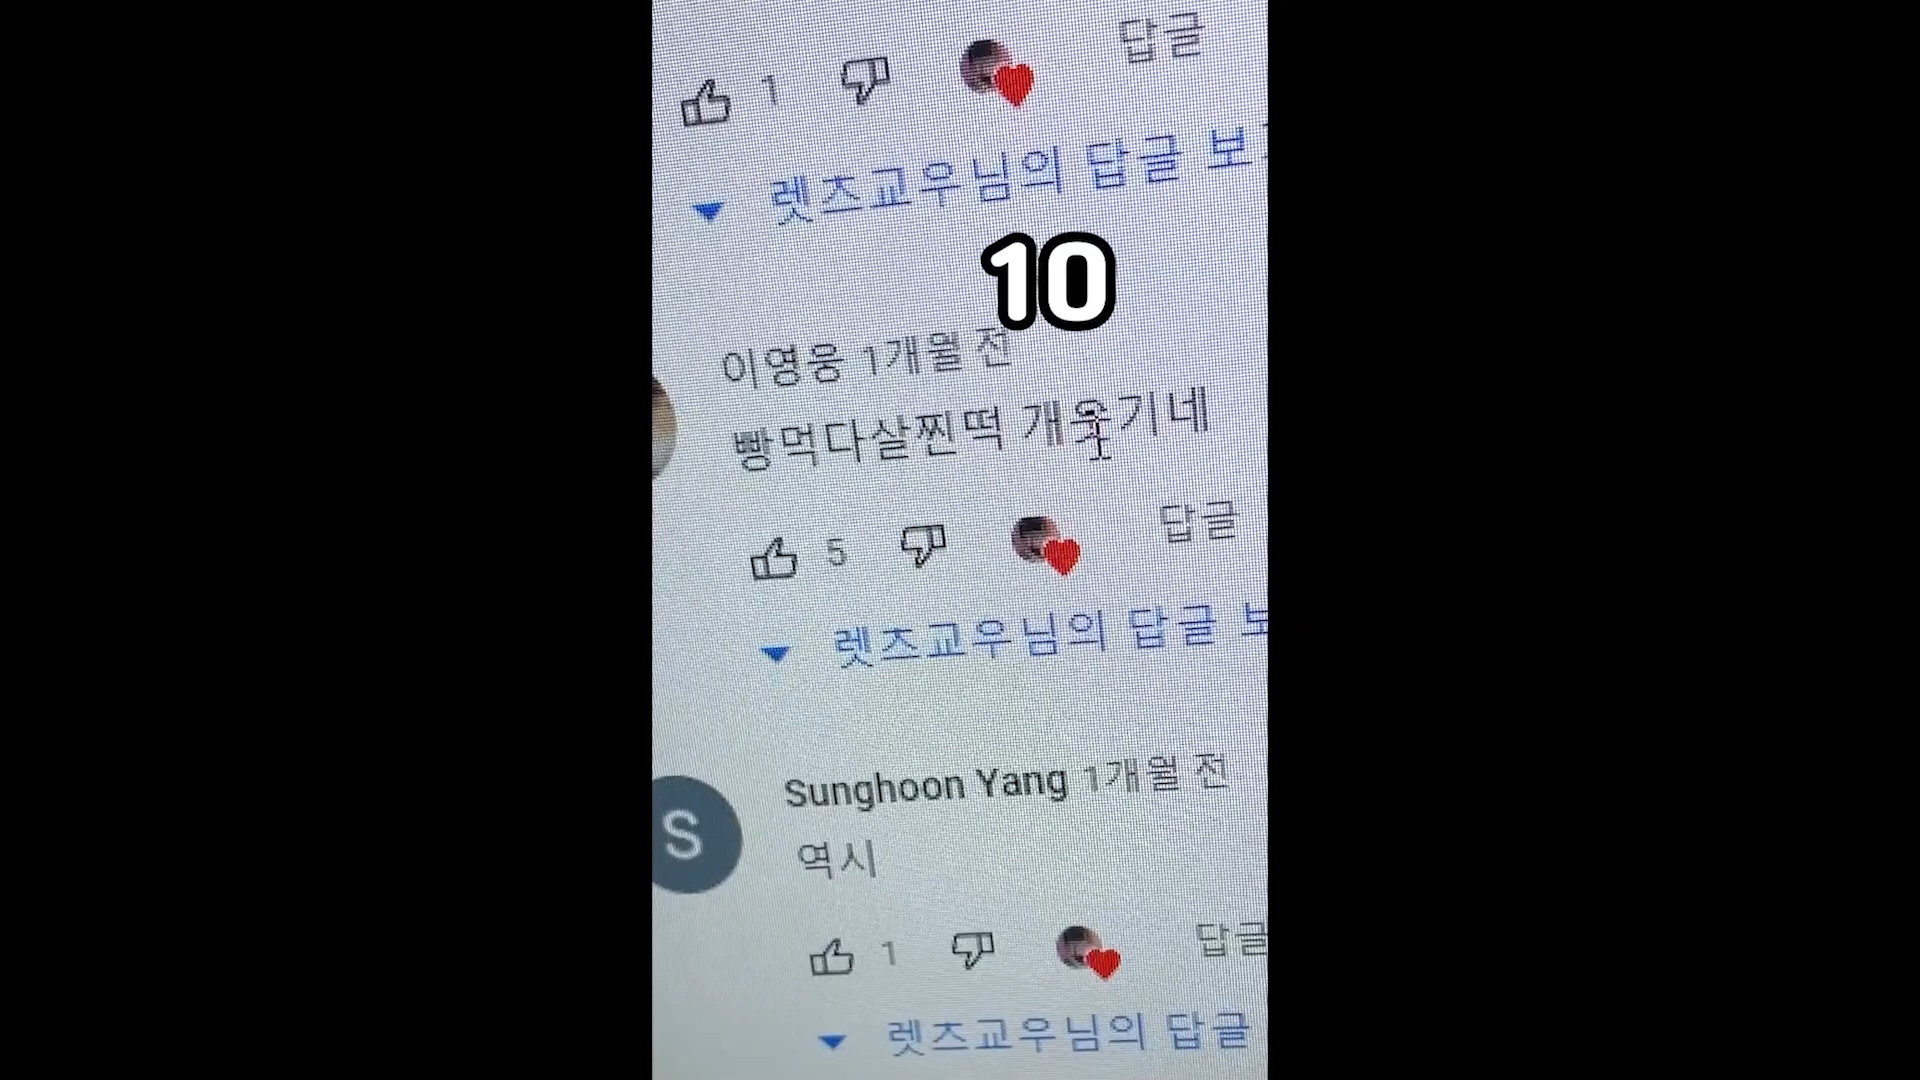 1 답글
렛츠교우님의 답글 보기
10
이영웅 1개월 전
빵먹다살찐떡 개웃기네
5 답글
렛츠교우님의 답글
S
Sunghoon Yang 1개월 전
역시
1 답글
렛츠교우님의 답글